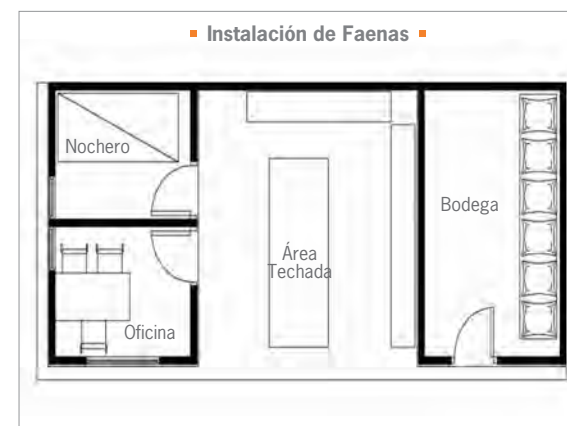 Instalación de Faenas
Nochero
Bodega
Área
Techada
Oficina